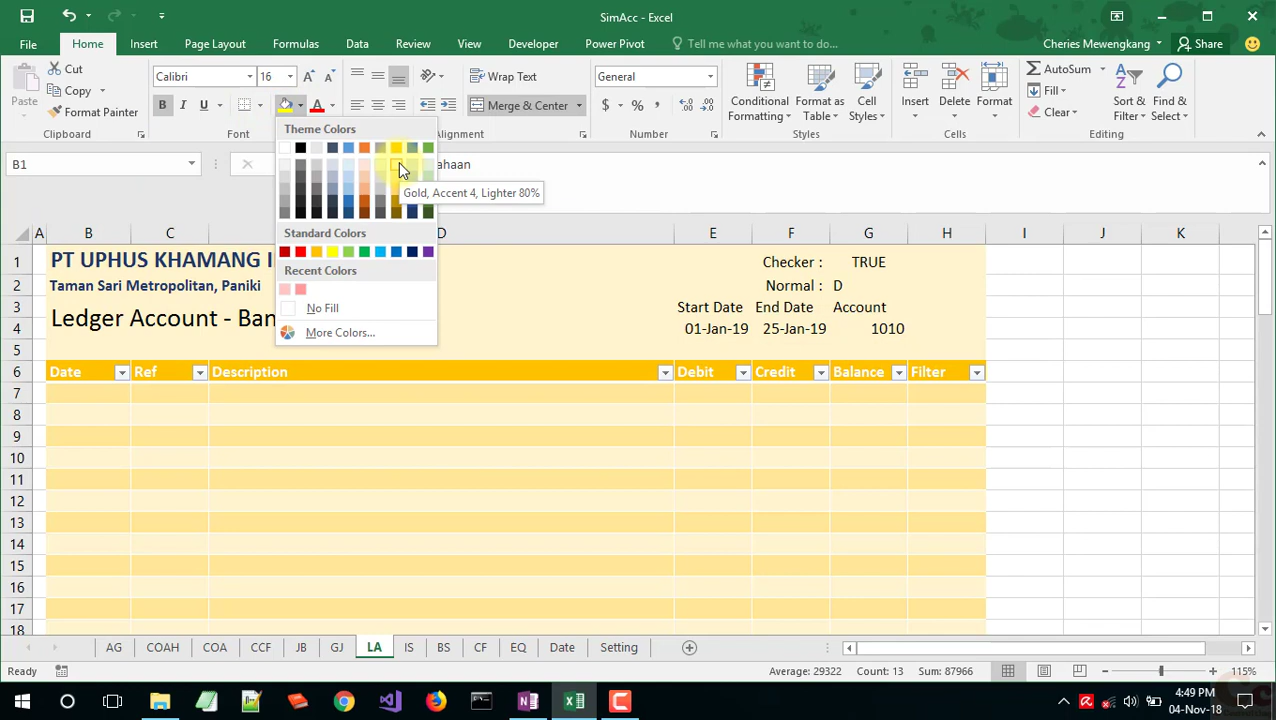 SimAcc - Excel
File Home Insert Page Layout Formulas Data Review View Developer Power Pivot Tell me what you want to do... Cheries Mewengkang Share
Paste Cut Copy Format Painter
Calibri 16
B I U
Wrap Text
Merge & Center
General
$ % ,
Conditional Formatting Format as Table Cell Styles
Insert Delete Format
AutoSum Fill Clear
Sort & Filter Find & Select
Clipboard Font Alignment Number Styles Cells Editing
B1
ahaan
Theme Colors
Gold, Accent 4, Lighter 80%
Standard Colors
Recent Colors
No Fill
More Colors...
A B C D E F G H I J K
1 PT UPHUS KHAMANG I Checker : TRUE
2 Taman Sari Metropolitan, Paniki Normal : D
3 Start Date End Date Account
4 Ledger Account - Ban 01-Jan-19 25-Jan-19 1010
5
6 Date Ref Description Debit Credit Balance Filter
7
8
9
10
11
12
13
14
15
16
17
18
AG COAH COA CCF JB GJ LA IS BS CF EQ Date Setting
Ready Average: 29322 Count: 13 Sum: 87966 115%
4:49 PM
04-Nov-18